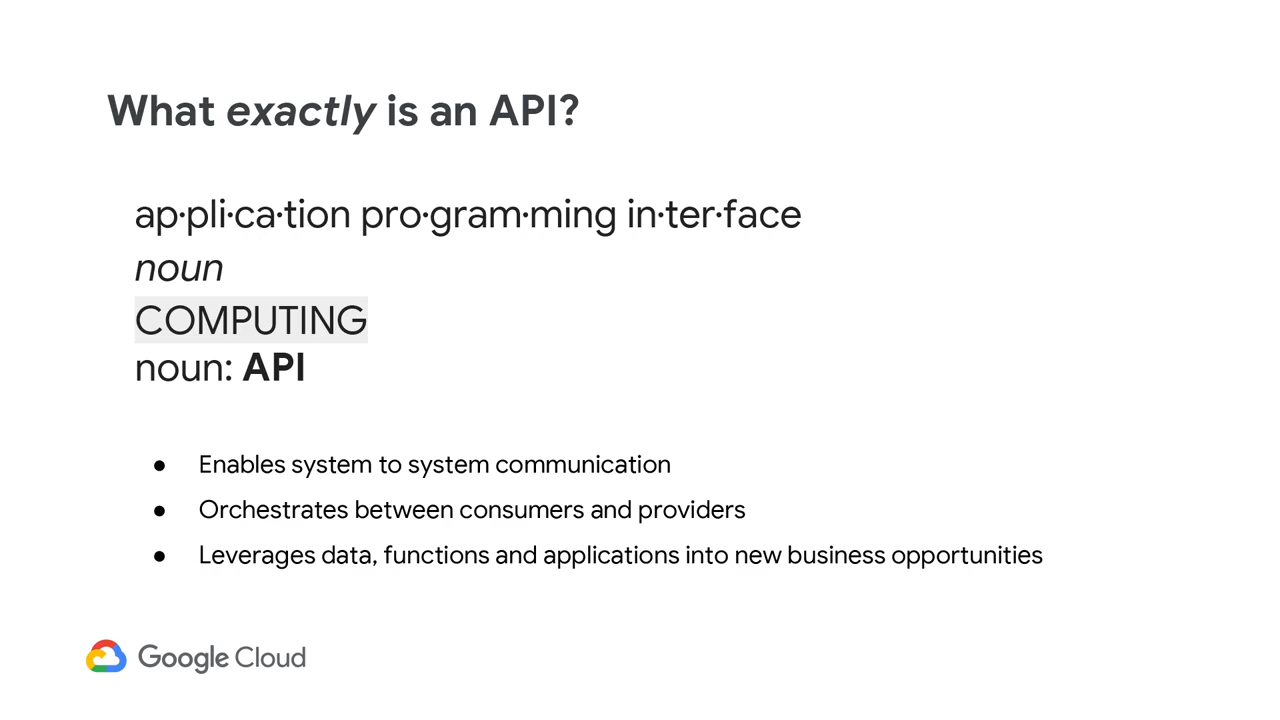 What exactly is an API?
ap·pli·ca·tion pro·gram·ming in·ter·face
noun
COMPUTING
noun: API
● Enables system to system communication
● Orchestrates between consumers and providers
● Leverages data, functions and applications into new business opportunities
Google Cloud